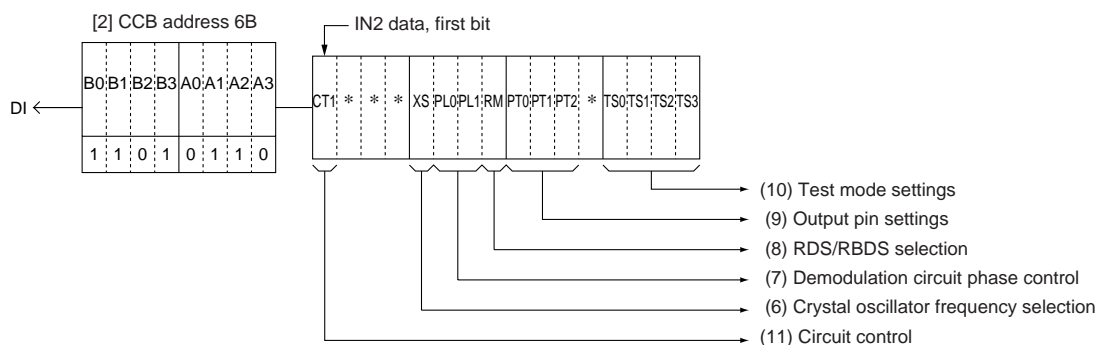 [2] CCB address 6B
IN2 data, first bit
DI
B0 B1 B2 B3 A0 A1 A2 A3
1 1 0 1 0 1 1 0
CT1 * * * XS PL0 PL1 RM PT0 PT1 PT2 * TS0 TS1 TS2 TS3
(10) Test mode settings
(9) Output pin settings
(8) RDS/RBDS selection
(7) Demodulation circuit phase control
(6) Crystal oscillator frequency selection
(11) Circuit control